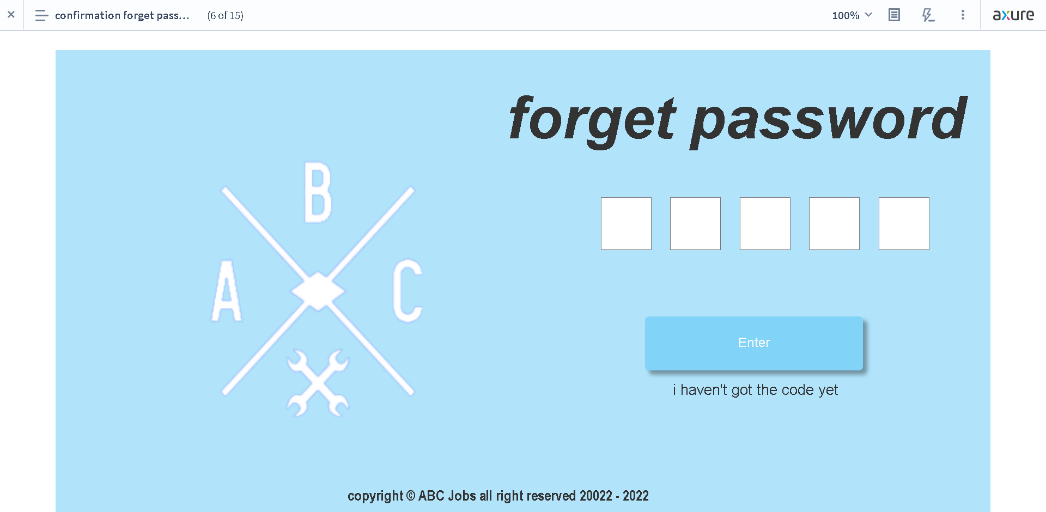 confirmation forget pass... (6 of 15) 100% axure
forget password
B
A C
Enter
i haven't got the code yet
copyright © ABC Jobs all right reserved 20022 - 2022